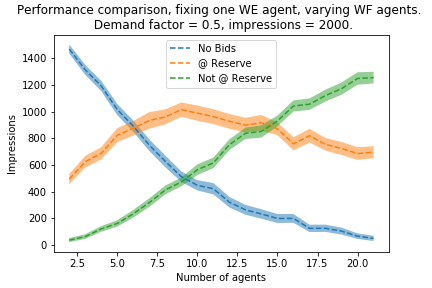 Performance comparison, fixing one WE agent, varying WF agents.
Demand factor = 0.5, impressions = 2000.
No Bids
@ Reserve
Not @ Reserve
Impressions
1400
1200
1000
800
600
400
200
0
2.5 5.0 7.5 10.0 12.5 15.0 17.5 20.0
Number of agents